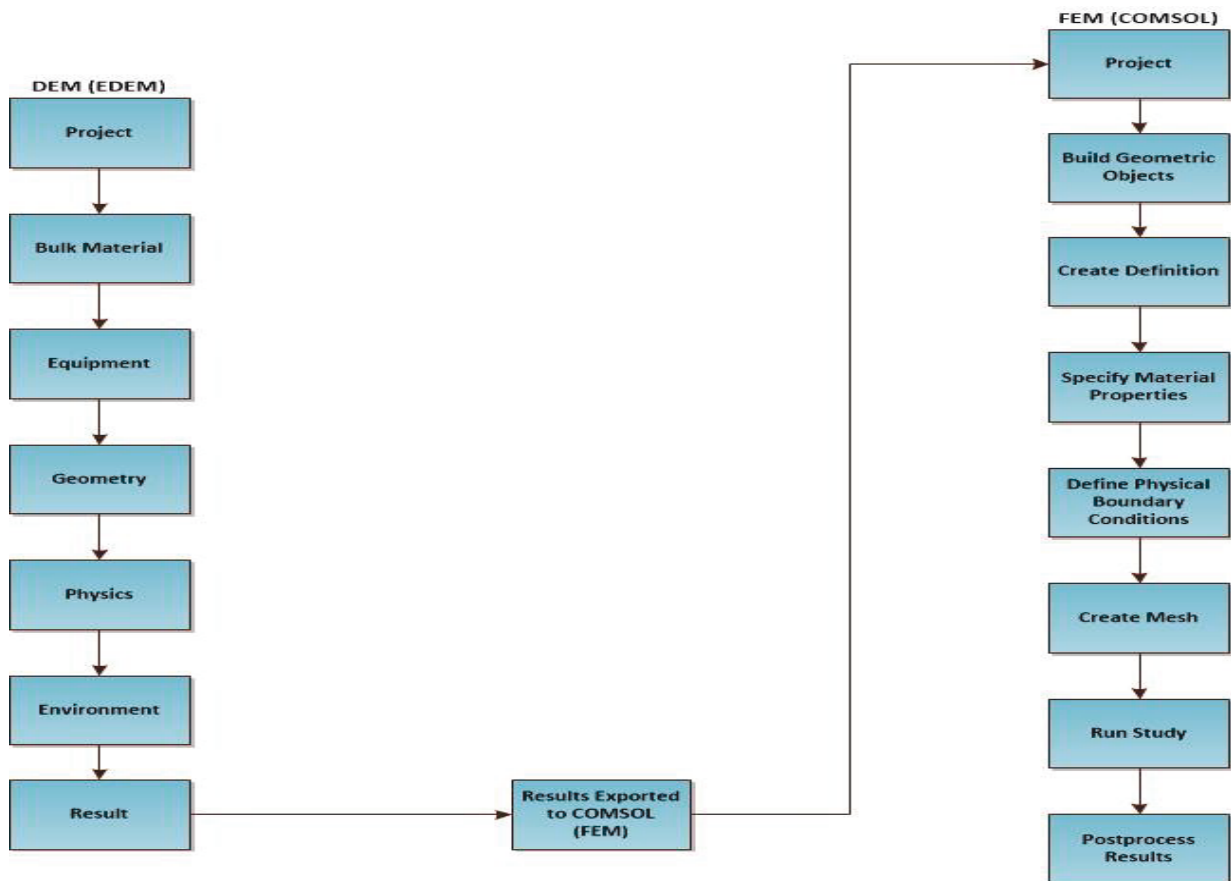 DEM (EDEM)
Project
Bulk Material
Equipment
Geometry
Physics
Environment
Result
Results Exported
to COMSOL
(FEM)
FEM (COMSOL)
Project
Build Geometric
Objects
Create Definition
Specify Material
Properties
Define Physical
Boundary
Conditions
Create Mesh
Run Study
Postprocess
Results